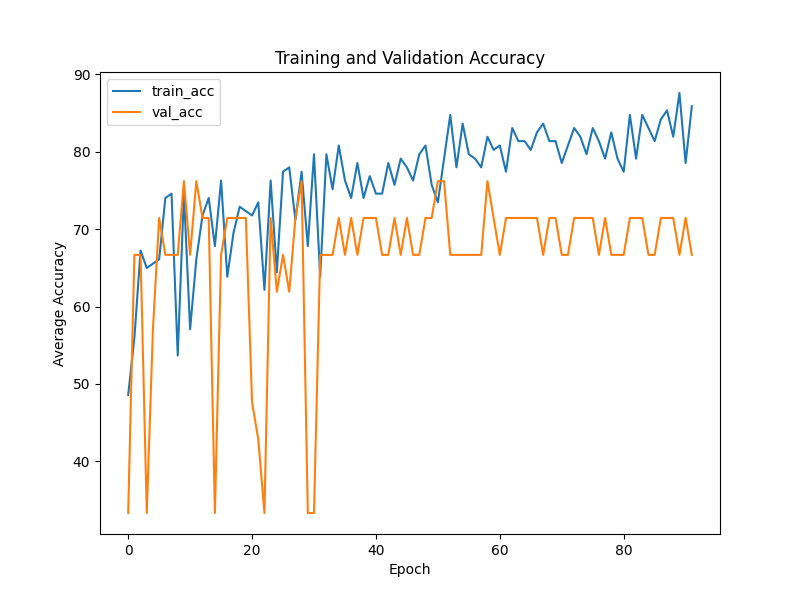 Training and Validation Accuracy
train_acc
val_acc
90
80
70
60
50
40
Average Accuracy
0 20 40 60 80
Epoch